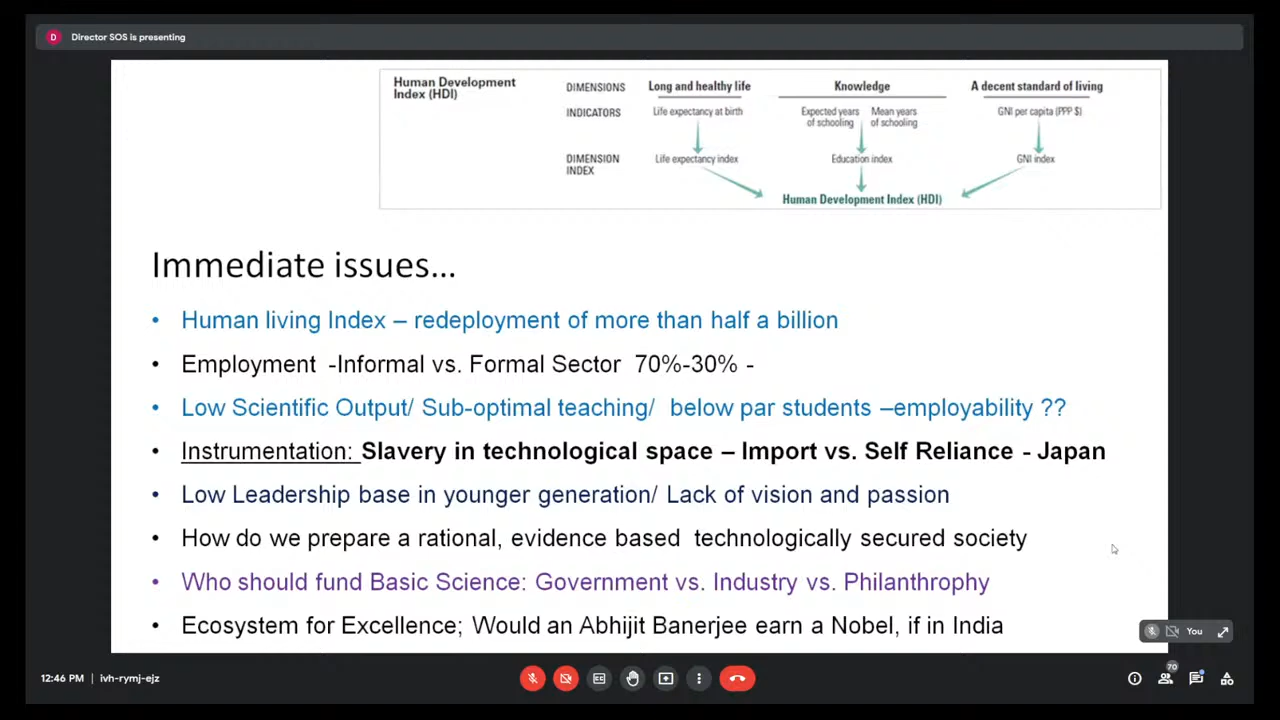 D Director SOS is presenting
Human Development
Index (HDI)
DIMENSIONS Long and healthy life Knowledge A decent standard of living
INDICATORS Life expectancy at birth Expected years of schooling Mean years of schooling GNI per capita (PPP $)
DIMENSION INDEX Life expectancy index Education index GNI index
Human Development Index (HDI)
Immediate issues...
• Human living Index – redeployment of more than half a billion
• Employment -Informal vs. Formal Sector 70%-30% -
• Low Scientific Output/ Sub-optimal teaching/ below par students –employability ??
• Instrumentation: Slavery in technological space – Import vs. Self Reliance - Japan
• Low Leadership base in younger generation/ Lack of vision and passion
• How do we prepare a rational, evidence based technologically secured society
• Who should fund Basic Science: Government vs. Industry vs. Philanthrophy
• Ecosystem for Excellence; Would an Abhijit Banerjee earn a Nobel, if in India
You
12:46 PM | ivh-rymj-ejz
70